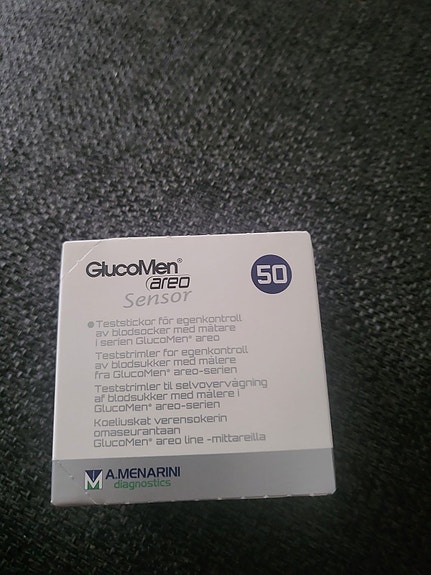 GlucoMen®
areo
Sensor
50
Teststickor för egenkontroll
av blodsocker med mätare
i serien GlucoMen® areo
Teststrimler for egenkontroll
av blodsukker med målere
fra GlucoMen® areo-serien
Teststrimler til selvovervågning
af blodsukker med målere i
GlucoMen® areo-serien
Koeliuskat verensokerin
omaseurantaan
GlucoMen® areo line -mittareilla
A.MENARINI
diagnostics